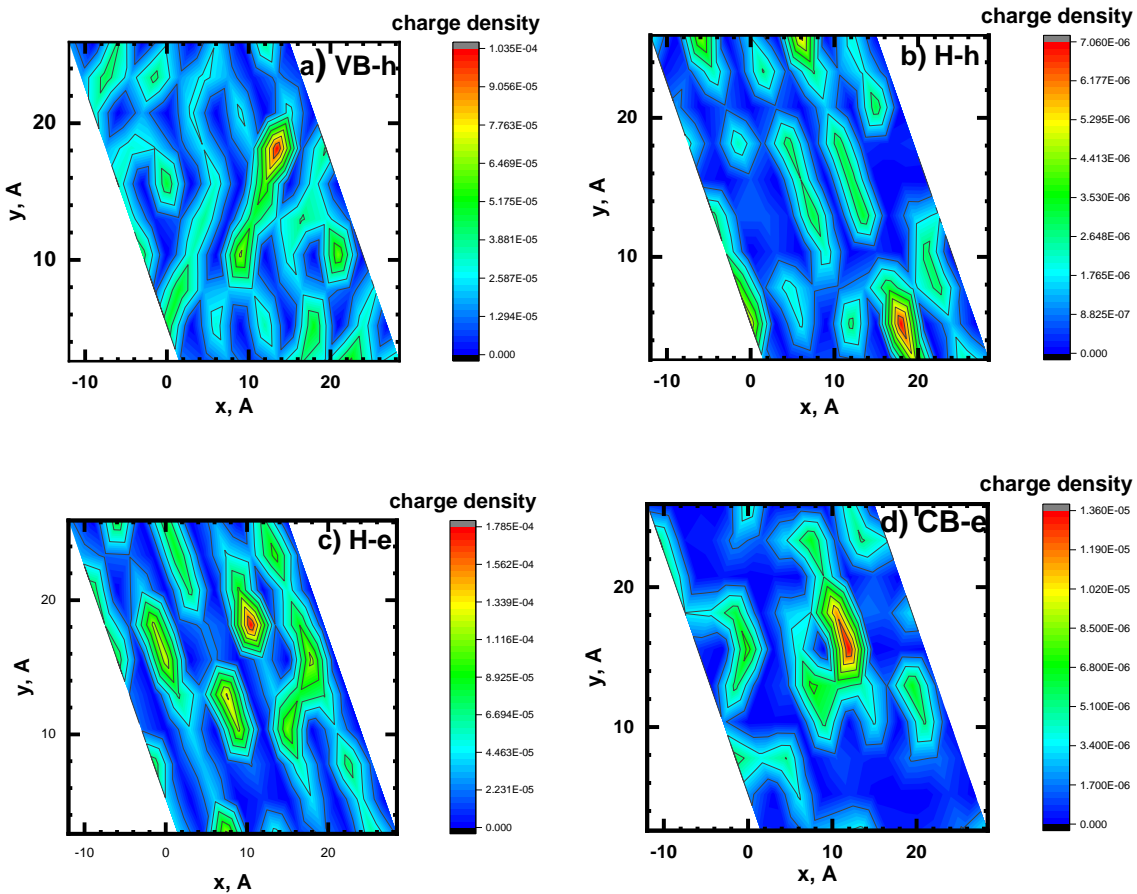 charge density
a) VB-h
1.035E-04
9.056E-05
7.763E-05
6.469E-05
5.175E-05
3.881E-05
2.587E-05
1.294E-05
0.000
20
10
y, A
-10 0 10 20
x, A
charge density
b) H-h
7.060E-06
6.177E-06
5.295E-06
4.413E-06
3.530E-06
2.648E-06
1.765E-06
8.825E-07
0.000
20
10
y, A
-10 0 10 20
x, A
charge density
c) H-e
1.785E-04
1.562E-04
1.339E-04
1.116E-04
8.925E-05
6.694E-05
4.463E-05
2.231E-05
0.000
20
10
y, A
-10 0 10 20
x, A
charge density
d) CB-e
1.360E-05
1.190E-05
1.020E-05
8.500E-06
6.800E-06
5.100E-06
3.400E-06
1.700E-06
0.000
20
10
y, A
-10 0 10 20
x, A